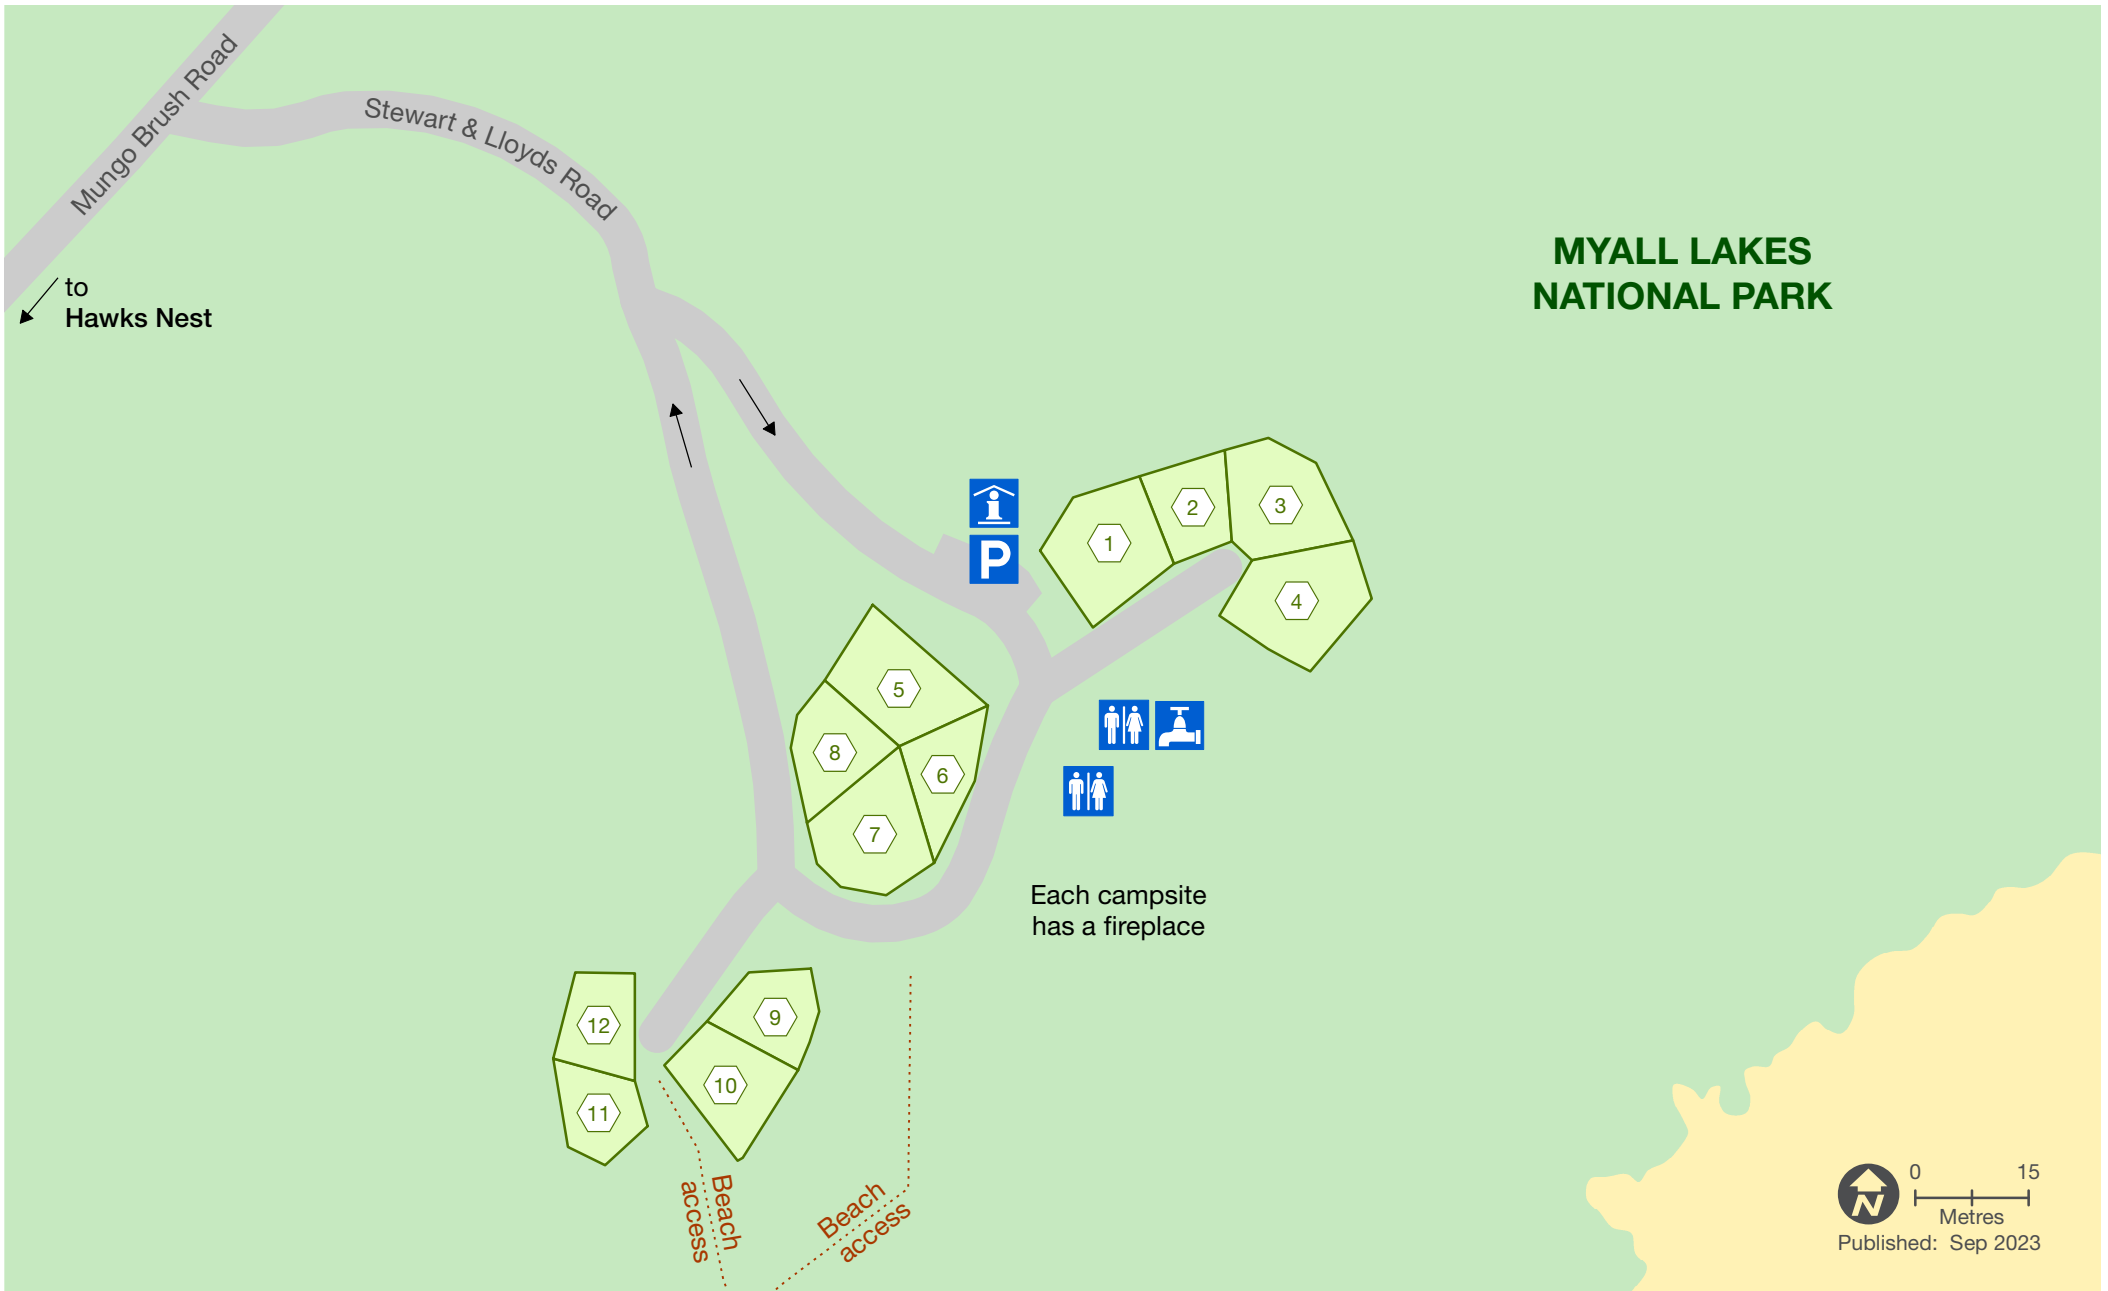 Mungo Brush Road
Stewart & Lloyds Road
to
Hawks Nest
MYALL LAKES
NATIONAL PARK
P
1
2
3
4
5
6
7
8
9
10
11
12
Each campsite
has a fireplace
Beach
access
Beach
access
N
0 15
Metres
Published: Sep 2023